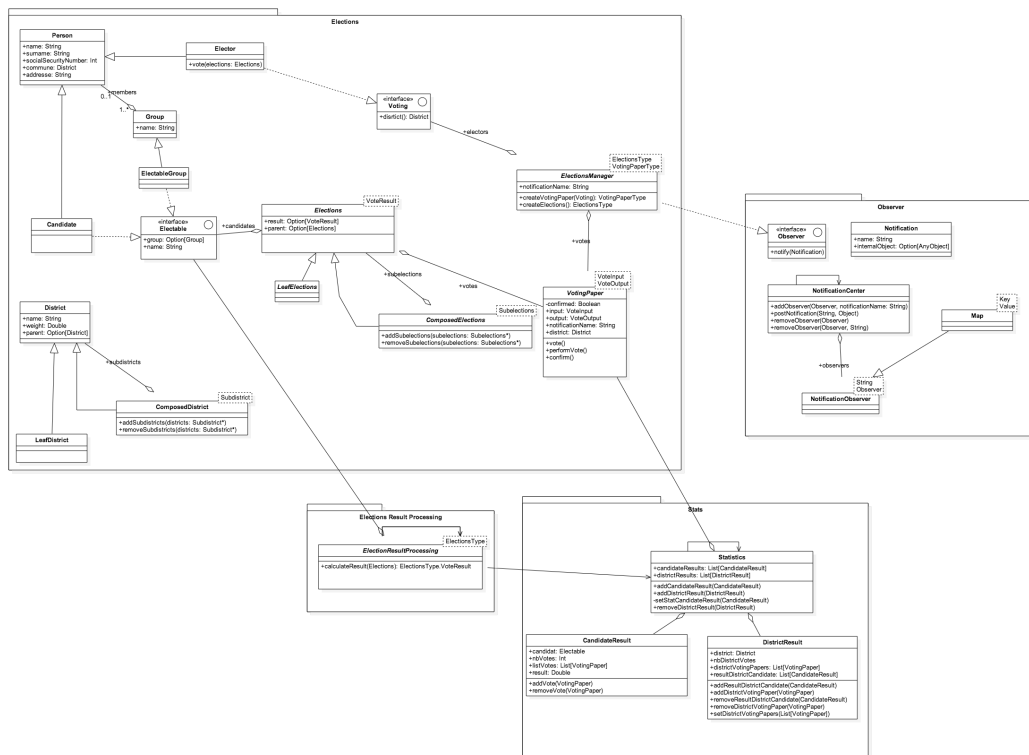 Elections
Person
+name: String
+surname: String
+socialSecurityNumber: Int
+commune: District
+addresse: String
Elector
+vote(elections: Elections)
+members
0..1
1..*
Group
+name: String
«interface»
Voting
+disrtict(): District
+electors
ElectableGroup
ElectionsType
VotingPaperType
ElectionsManager
+notificationName: String
+createVotingPaper(Voting): VotingPaperType
+createElections(): ElectionsType
Candidate
«interface»
Electable
+group: Option[Group]
+name: String
+candidates
VoteResult
Elections
+result: Option[VoteResult]
+parent: Option[Elections]
+votes
+subelections
+votes
LeafElections
Subelections
ComposedElections
+addSubelections(subelections: Subelections*)
+removeSubelections(subelections: Subelections*)
VoteInput
VoteOutput
VotingPaper
-confirmed: Boolean
+input: VoteInput
+output: VoteOutput
+notificationName: String
+district: District
+vote()
+performVote()
+confirm()
District
+name: String
+weight: Double
+parent: Option[District]
+subdistricts
Subdistrict
ComposedDistrict
+addSubdistricts(districts: Subdistrict*)
+removeSubdistricts(districts: Subdistrict*)
LeafDistrict
Observer
«interface»
Observer
+notify(Notification)
Notification
+name: String
+internalObject: Option[AnyObject]
NotificationCenter
+addObserver(Observer, notificationName: String)
+postNotification(String, Object)
+removeObserver(Observer)
+removeObserver(Observer, String)
Key
Value
Map
+observers
String
Observer
NotificationObserver
Elections Result Processing
ElectionsType
ElectionResultProcessing
+calculateResult(Elections): ElectionsType.VoteResult
Stats
Statistics
+candidateResults: List[CandidateResult]
+districtResults: List[DistrictResult]
+addCandidateResult(CandidateResult)
+addDistrictResult(DistrictResult)
-setStatCandidateResult(CandidateResult)
+removeDistrictResult(DistrictResult)
CandidateResult
+candidat: Electable
+nbVotes: Int
+listVotes: List[VotingPaper]
+result: Double
+addVote(VotingPaper)
+removeVote(VotingPaper)
DistrictResult
+district: District
+nbDistrictVotes
+districtVotingPapers: List[VotingPaper]
+resultDistrictCandidate: List[CandidateResult]
+addResultDistrictCandidate(CandidateResult)
+addDistrictVotingPaper(VotingPaper)
+removeResultDistrictCandidate(CandidateResult)
+removeDistrictVotingPaper(VotingPaper)
+setDistrictVotingPapers(List[VotingPaper])